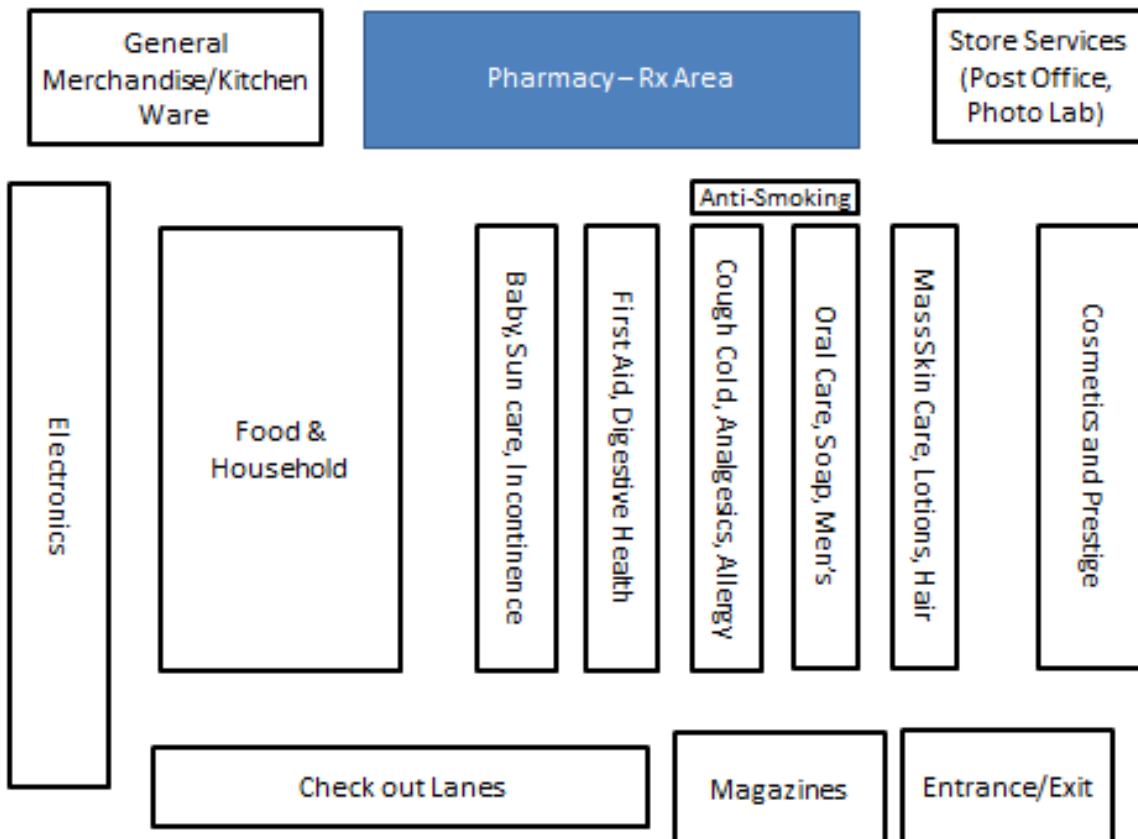 General
Merchandise/Kitchen
Ware
Pharmacy – Rx Area
Store Services
(Post Office,
Photo Lab)
Anti-Smoking
Electronics
Food &
Household
Baby, Sun care, Incontinence
First Aid, Digestive Health
Cough Cold, Analgesics, Allergy
Oral Care, Soap, Men's
Mass Skin Care, Lotions, Hair
Cosmetics and Prestige
Check out Lanes
Magazines
Entrance/Exit